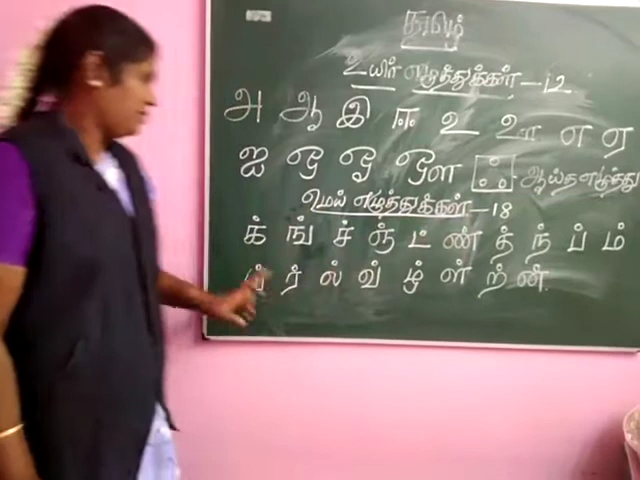 தமிழ்
உயிர் எழுத்துக்கள் - 12
அ ஆ இ ஈ உ ஊ எ ஏ
ஐ ஒ ஓ ஔ ஃ ஆய்த எழுத்து
மெய் எழுத்துக்கள் - 18
க் ங் ச் ஞ் ட் ண் த் ந் ப் ம்
ய் ர் ல் வ் ழ் ள் ற் ன்